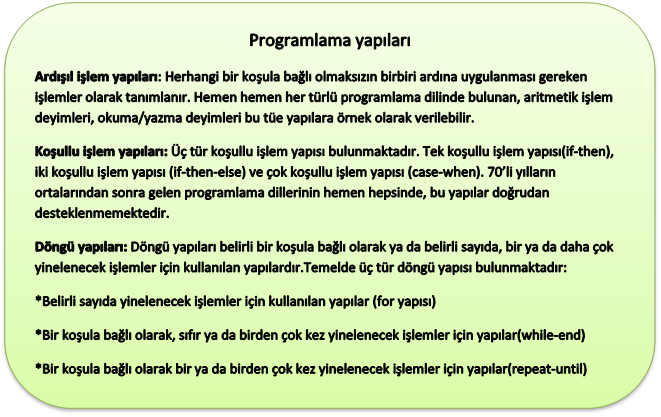 Programlama yapıları
Ardışıl işlem yapıları: Herhangi bir koşula bağlı olmaksızın birbiri ardına uygulanması gereken
işlemler olarak tanımlanır. Hemen hemen her türlü programlama dilinde bulunan, aritmetik işlem
deyimleri, okuma/yazma deyimleri bu tüe yapılara örnek olarak verilebilir.
Koşullu işlem yapıları: Üç tür koşullu işlem yapısı bulunmaktadır. Tek koşullu işlem yapısı(if-then),
iki koşullu işlem yapısı (if-then-else) ve çok koşullu işlem yapısı (case-when). 70’li yılların
ortalarından sonra gelen programlama dillerinin hemen hepsinde, bu yapılar doğrudan
desteklenmemektedir.
Döngü yapıları: Döngü yapıları belirli bir koşula bağlı olarak ya da belirli sayıda, bir ya da daha çok
yinelenecek işlemler için kullanılan yapılardır.Temelde üç tür döngü yapısı bulunmaktadır:
*Belirli sayıda yinelenecek işlemler için kullanılan yapılar (for yapısı)
*Bir koşula bağlı olarak, sıfır ya da birden çok kez yinelenecek işlemler için yapılar(while-end)
*Bir koşula bağlı olarak bir ya da birden çok kez yinelenecek işlemler için yapılar(repeat-until)